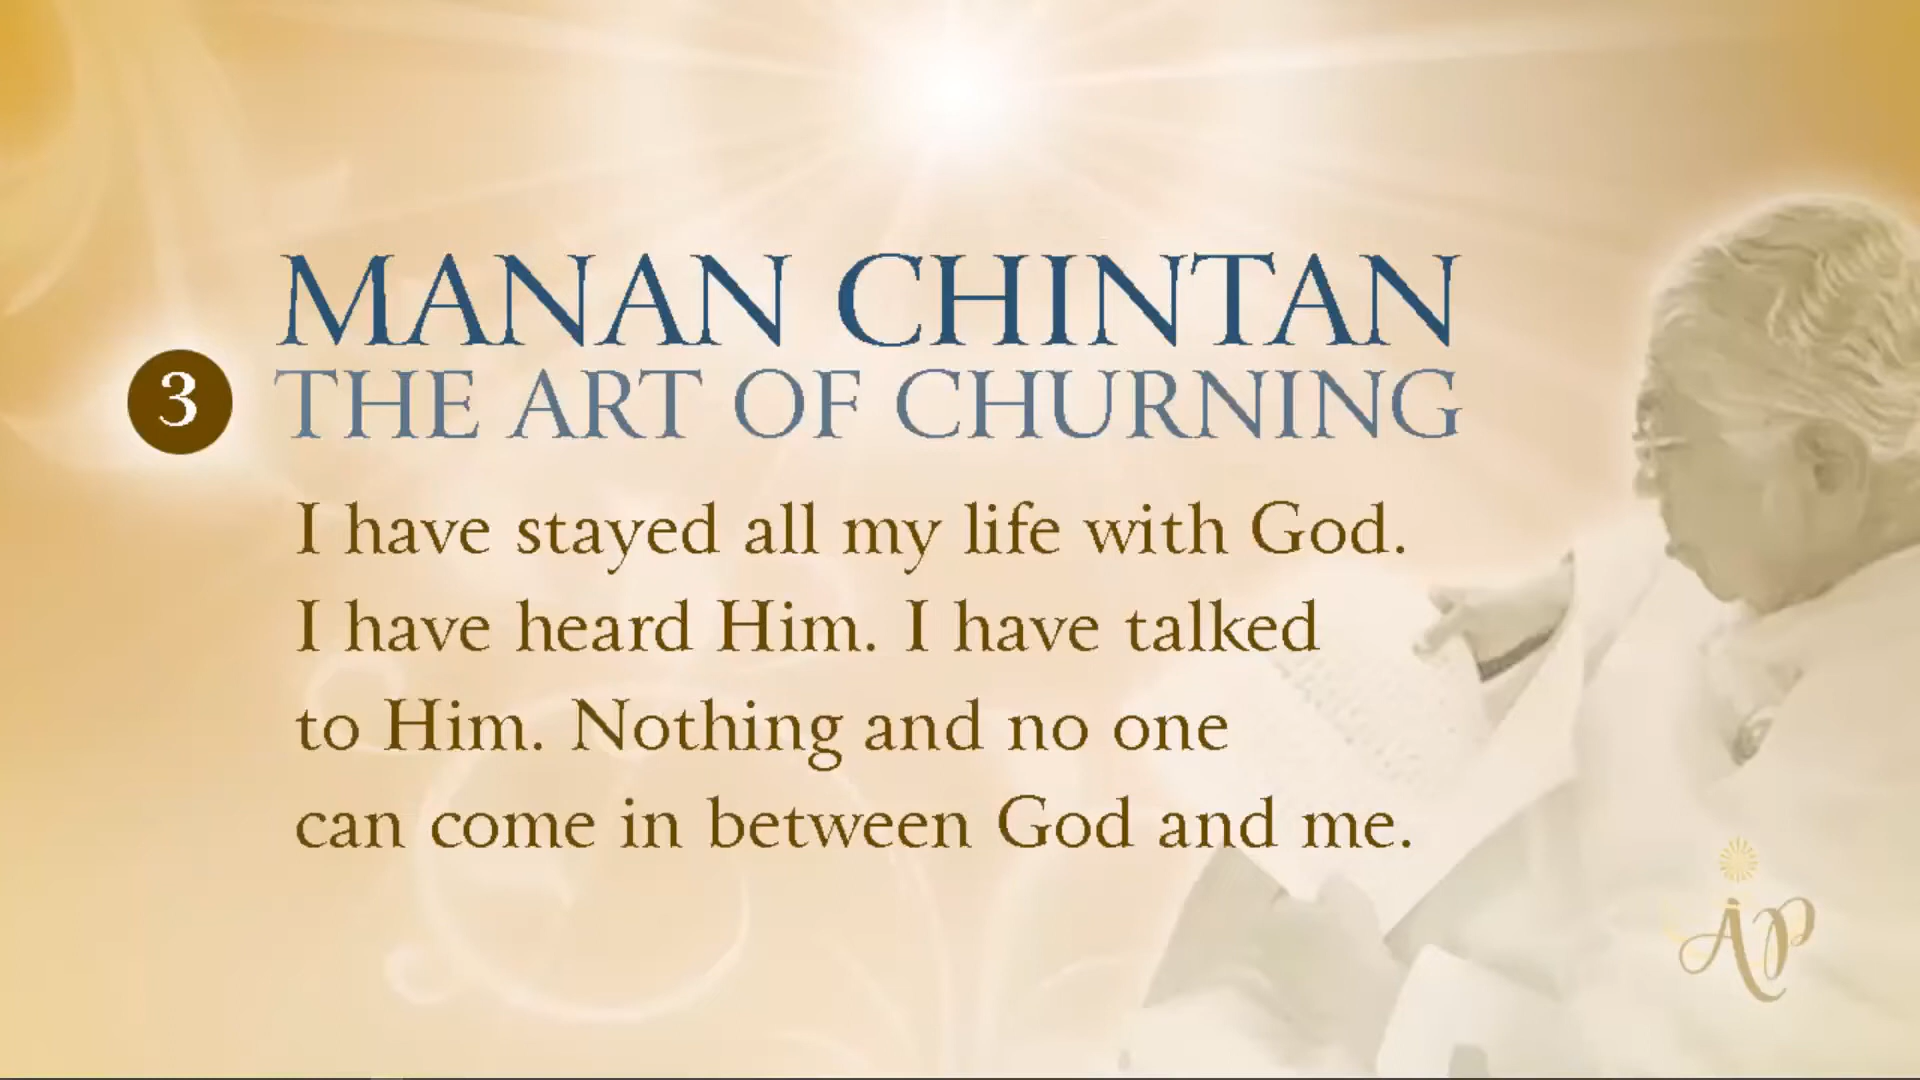 MANAN CHINTAN
3
THE ART OF CHURNING
I have stayed all my life with God.
I have heard Him. I have talked
to Him. Nothing and no one
can come in between God and me.
AP